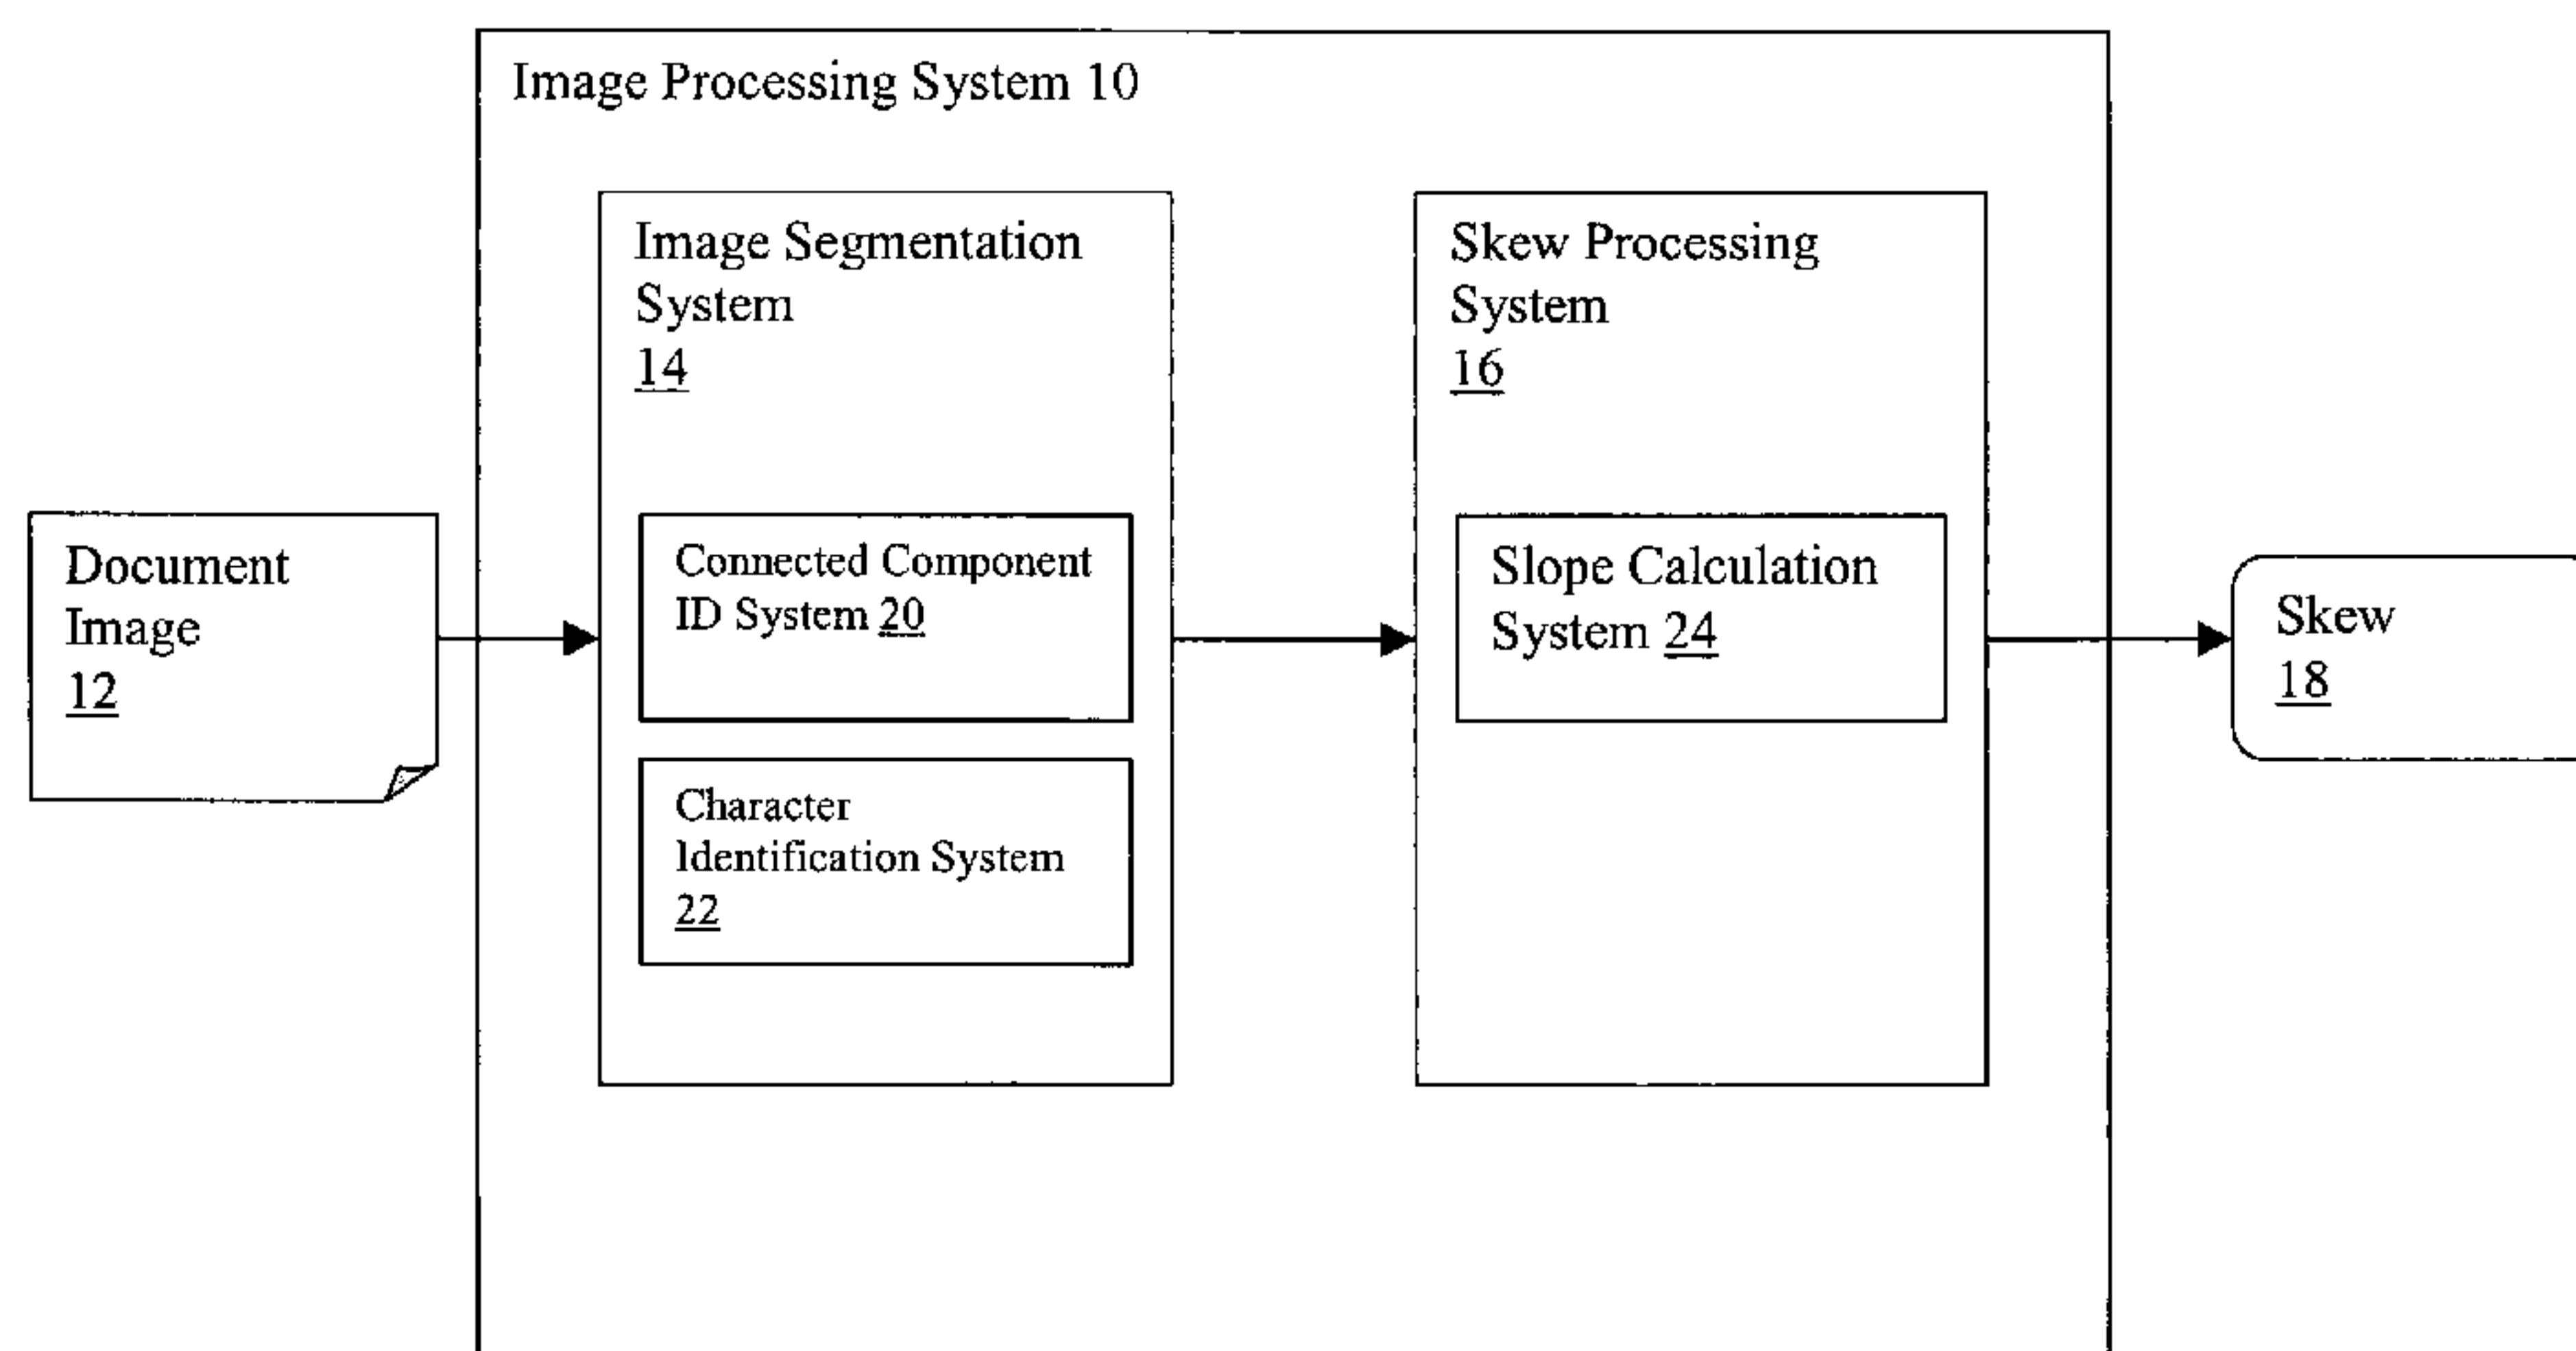 Image Processing System 10
Image Segmentation
System
14
Skew Processing
System
16
Document
Image
12
Connected Component
ID System 20
Character
Identification System
22
Slope Calculation
System 24
Skew
18